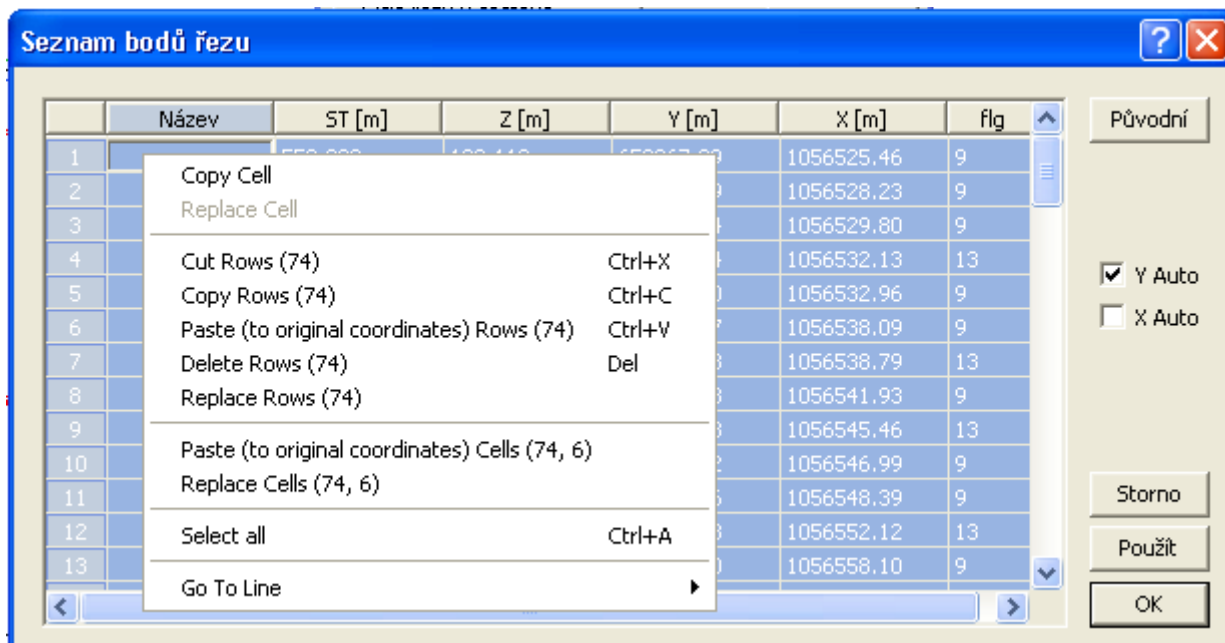 Seznam bodů řezu
Název ST [m] Z [m] Y [m] X [m] flg
1 1056525.46 9
2 1056528.23 9
3 1056529.80 9
4 1056532.13 13
5 1056532.96 9
6 1056538.09 9
7 1056538.79 13
8 1056541.93 9
9 1056545.46 13
10 1056546.99 9
11 1056548.39 9
12 1056552.12 13
13 1056558.10 9
Copy Cell
Replace Cell
Cut Rows (74) Ctrl+X
Copy Rows (74) Ctrl+C
Paste (to original coordinates) Rows (74) Ctrl+V
Delete Rows (74) Del
Replace Rows (74)
Paste (to original coordinates) Cells (74, 6)
Replace Cells (74, 6)
Select all Ctrl+A
Go To Line
Původní
Y Auto
X Auto
Storno
Použít
OK